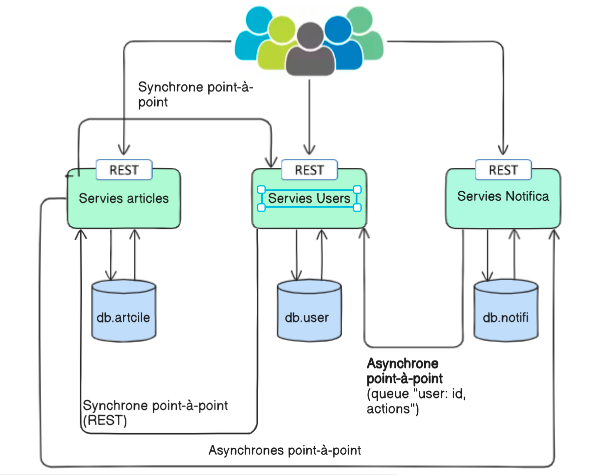 Synchrone point-à-
point
REST
REST
REST
Servies articles
Servies Users
Servies Notifica
db.artcile
db.user
db.notifi
Asynchrone
point-à-point
(queue "user: id,
actions")
Synchrone point-à-point
(REST)
Asynchrones point-à-point